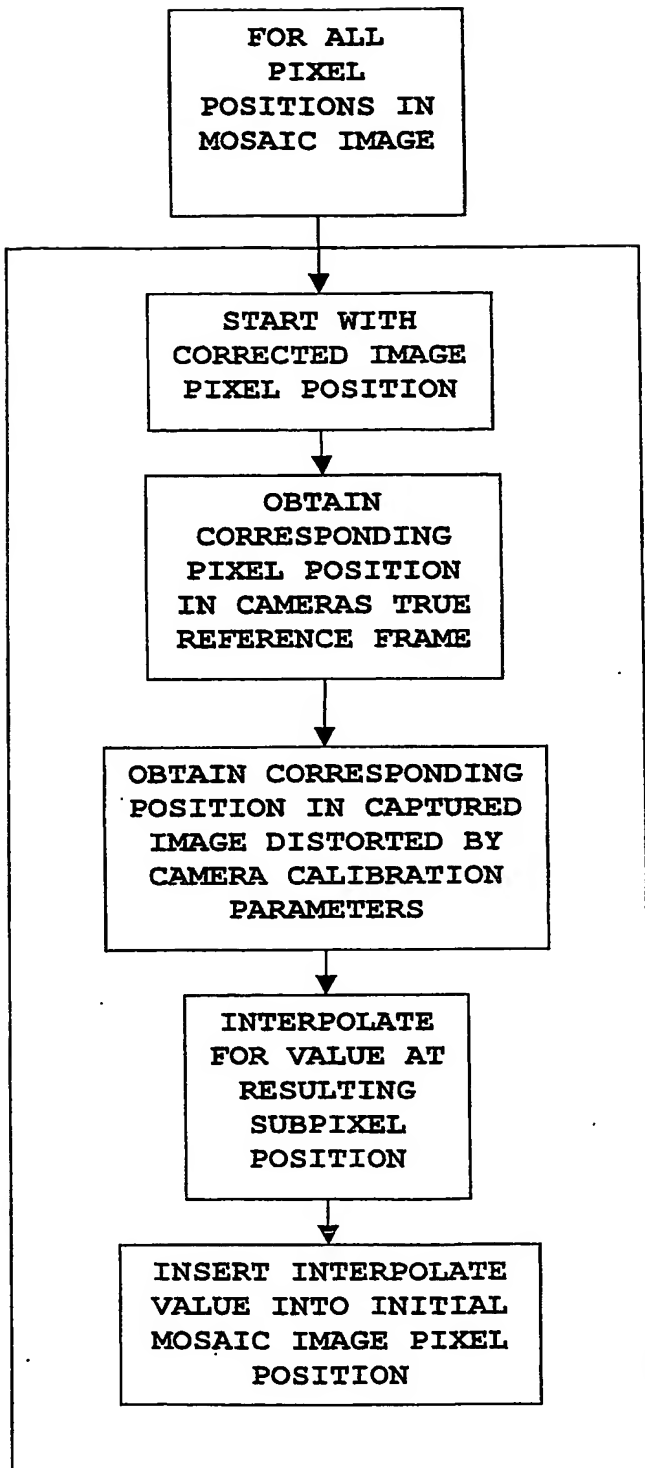 FOR ALL
PIXEL
POSITIONS IN
MOSAIC IMAGE
START WITH
CORRECTED IMAGE
PIXEL POSITION
OBTAIN
CORRESPONDING
PIXEL POSITION
IN CAMERAS TRUE
REFERENCE FRAME
OBTAIN CORRESPONDING
POSITION IN CAPTURED
IMAGE DISTORTED BY
CAMERA CALIBRATION
PARAMETERS
INTERPOLATE
FOR VALUE AT
RESULTING
SUBPIXEL
POSITION
INSERT INTERPOLATE
VALUE INTO INITIAL
MOSAIC IMAGE PIXEL
POSITION